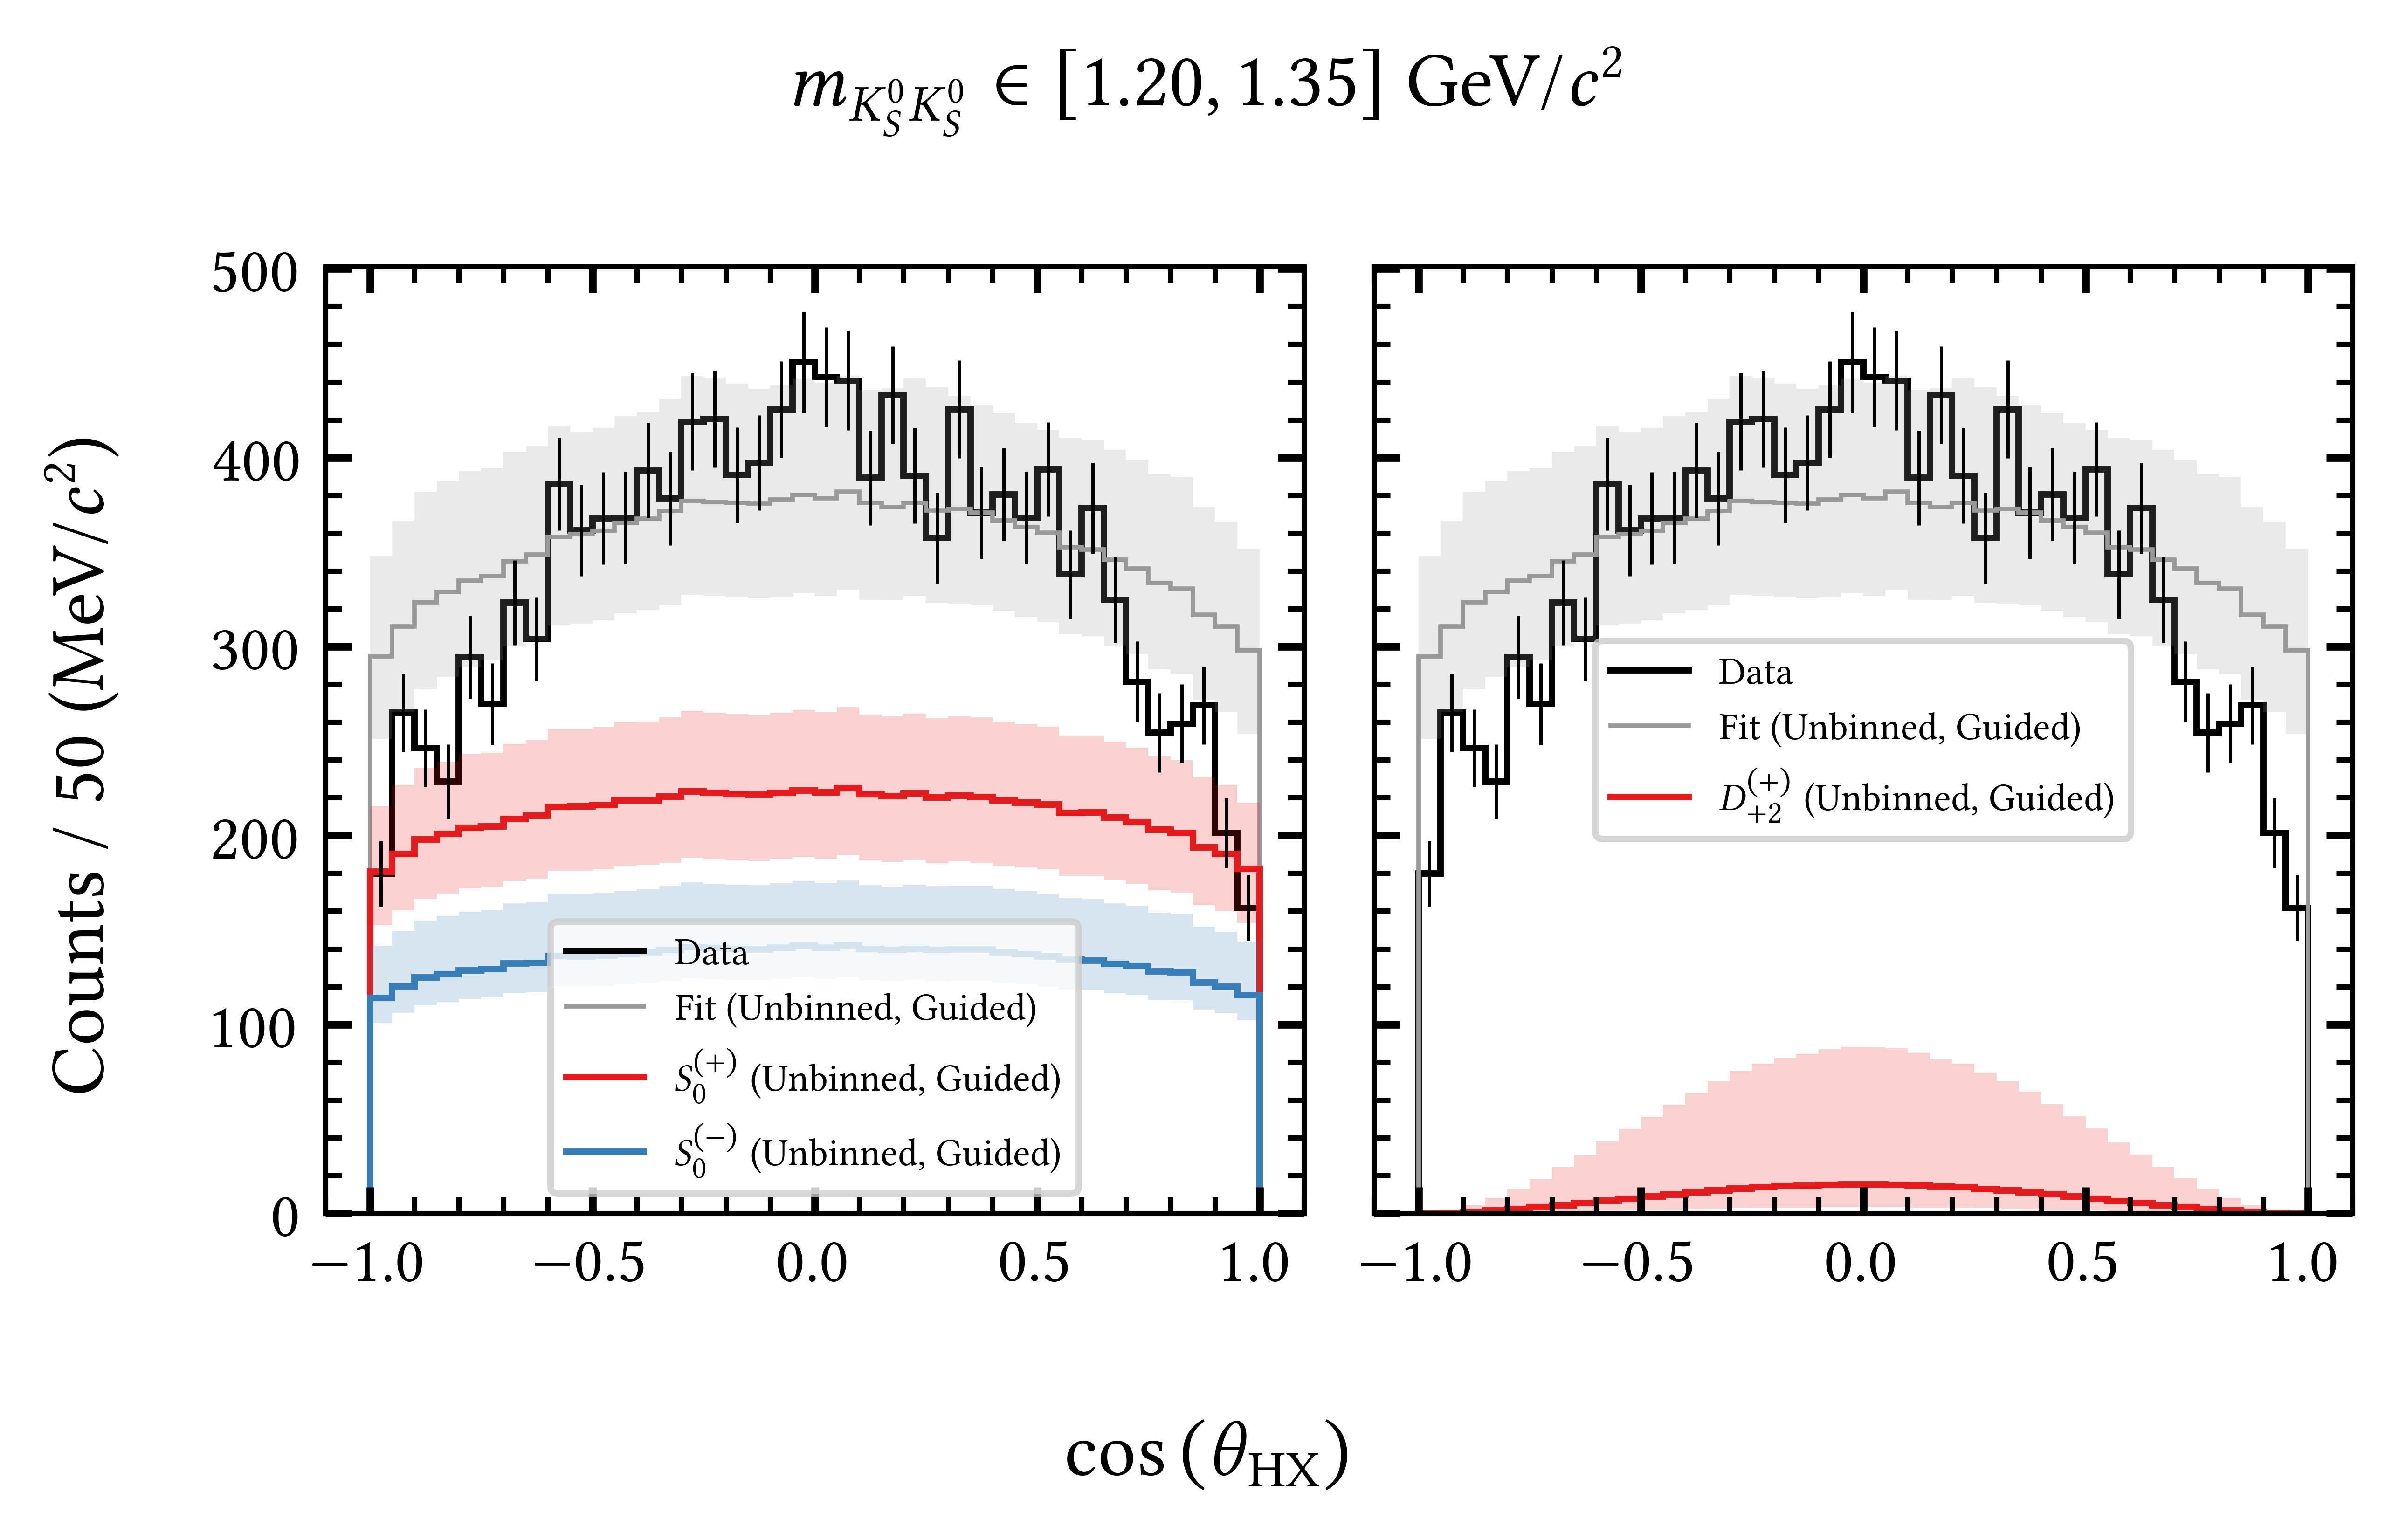 m_{K_S^0 K_S^0} ∈ [1.20, 1.35] GeV/c²
Counts / 50 (MeV/c²)
500
400
300
200
100
0
Data
Fit (Unbinned, Guided)
S_0^{(+)} (Unbinned, Guided)
S_0^{(−)} (Unbinned, Guided)
−1.0 −0.5 0.0 0.5 1.0
Data
Fit (Unbinned, Guided)
D_{+2}^{(+)} (Unbinned, Guided)
−1.0 −0.5 0.0 0.5 1.0
cos (θ_{HX})